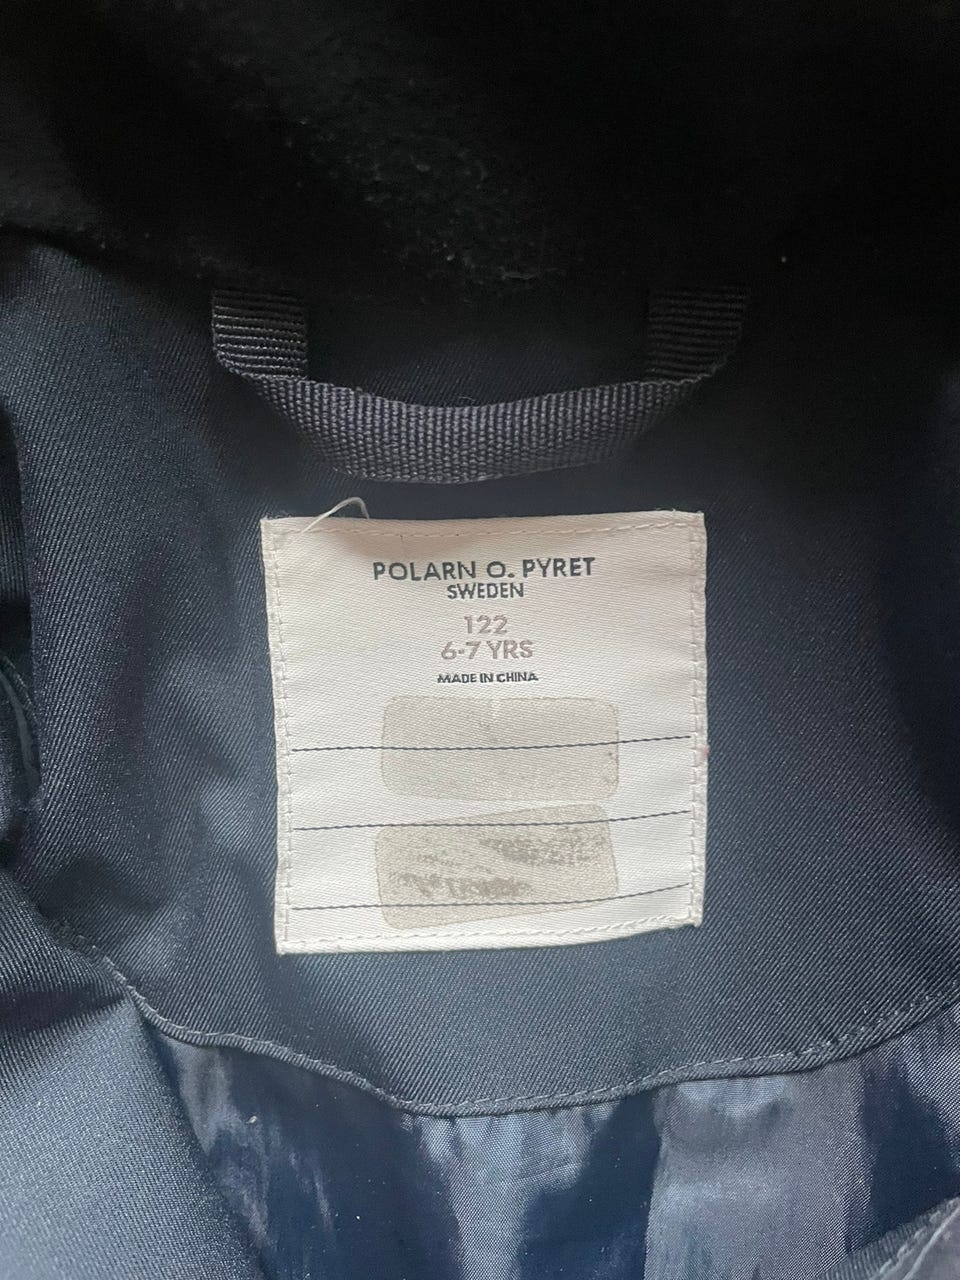 POLARN O. PYRET
SWEDEN
122
6-7 YRS
MADE IN CHINA